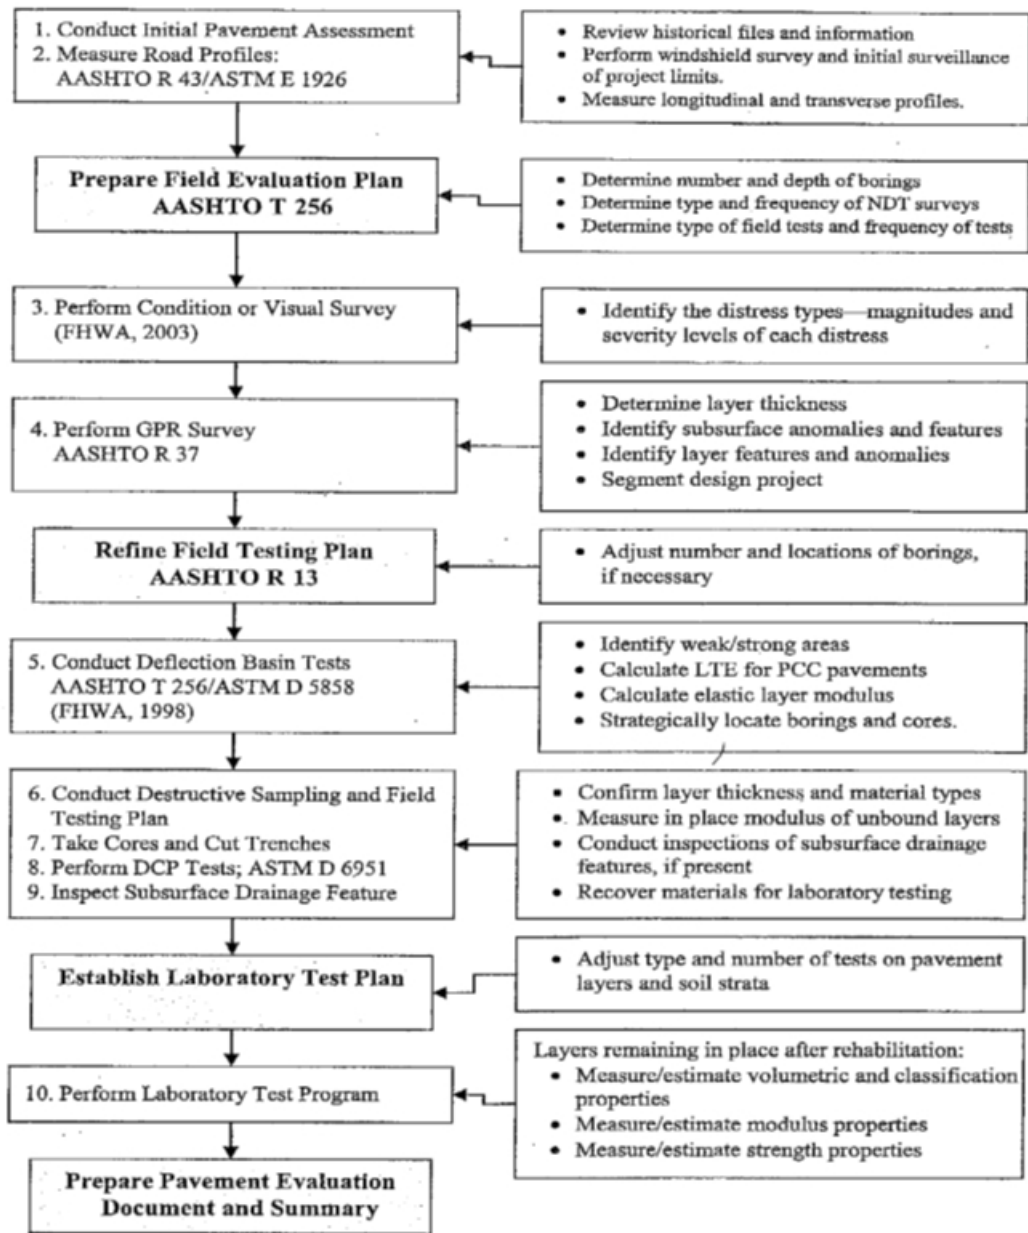 1. Conduct Initial Pavement Assessment
2. Measure Road Profiles:
AASHTO R 43/ASTM E 1926
• Review historical files and information
• Perform windshield survey and initial surveillance
of project limits.
• Measure longitudinal and transverse profiles.
Prepare Field Evaluation Plan
AASHTO T 256
• Determine number and depth of borings
• Determine type and frequency of NDT surveys
• Determine type of field tests and frequency of tests
3. Perform Condition or Visual Survey
(FHWA, 2003)
• Identify the distress types—magnitudes and
severity levels of each distress
4. Perform GPR Survey
AASHTO R 37
• Determine layer thickness
• Identify subsurface anomalies and features
• Identify layer features and anomalies
• Segment design project
Refine Field Testing Plan
AASHTO R 13
• Adjust number and locations of borings,
if necessary
5. Conduct Deflection Basin Tests
AASHTO T 256/ASTM D 5858
(FHWA, 1998)
• Identify weak/strong areas
• Calculate LTE for PCC pavements
• Calculate elastic layer modulus
• Strategically locate borings and cores.
6. Conduct Destructive Sampling and Field
Testing Plan
7. Take Cores and Cut Trenches
8. Perform DCP Tests; ASTM D 6951
9. Inspect Subsurface Drainage Feature
• Confirm layer thickness and material types
• Measure in place modulus of unbound layers
• Conduct inspections of subsurface drainage
features, if present
• Recover materials for laboratory testing
Establish Laboratory Test Plan
• Adjust type and number of tests on pavement
layers and soil strata
10. Perform Laboratory Test Program
Layers remaining in place after rehabilitation:
• Measure/estimate volumetric and classification
properties
• Measure/estimate modulus properties
• Measure/estimate strength properties
Prepare Pavement Evaluation
Document and Summary